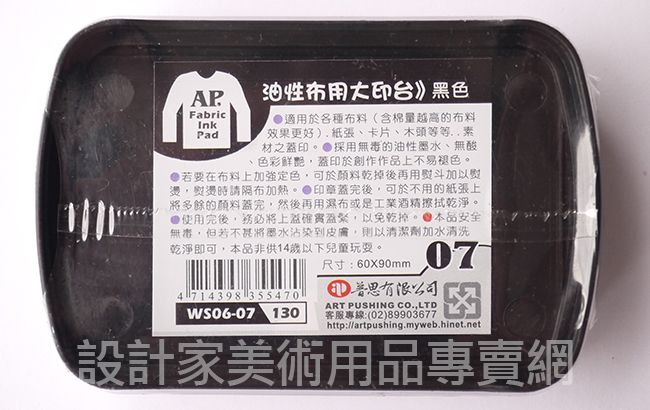 AP.
Fabric
Ink
Pad
油性布用大印台》黑色
●適用於各種布料（含棉量越高的布料
效果更好）.紙張、卡片、木頭等等..素
材之蓋印。●採用無毒的油性墨水、無酸
、色彩鮮艷，蓋印於創作作品上不易褪色。
●若要在布料上加強定色，可於顏料乾掉後再用熨斗加以熨
燙，熨燙時請隔布加熱。●印章蓋完後，可於不用的紙張上
將多餘的顏料蓋完，然後再用濕布或是工業酒精擦拭乾淨。
●使用完後，務必將上蓋確實蓋緊，以免乾掉。●本品安全
無毒，但若不甚將墨水沾染到皮膚，則以清潔劑加水清洗
乾淨即可，本品非供14歲以下兒童玩耍。
尺寸：60X90mm
07
4 714398 355470
WS06-07 130
普思有限公司
ART PUSHING CO.,LTD
客服專線:(02)89903677
http://artpushing.myweb.hinet.net
設計家美術用品專賣網